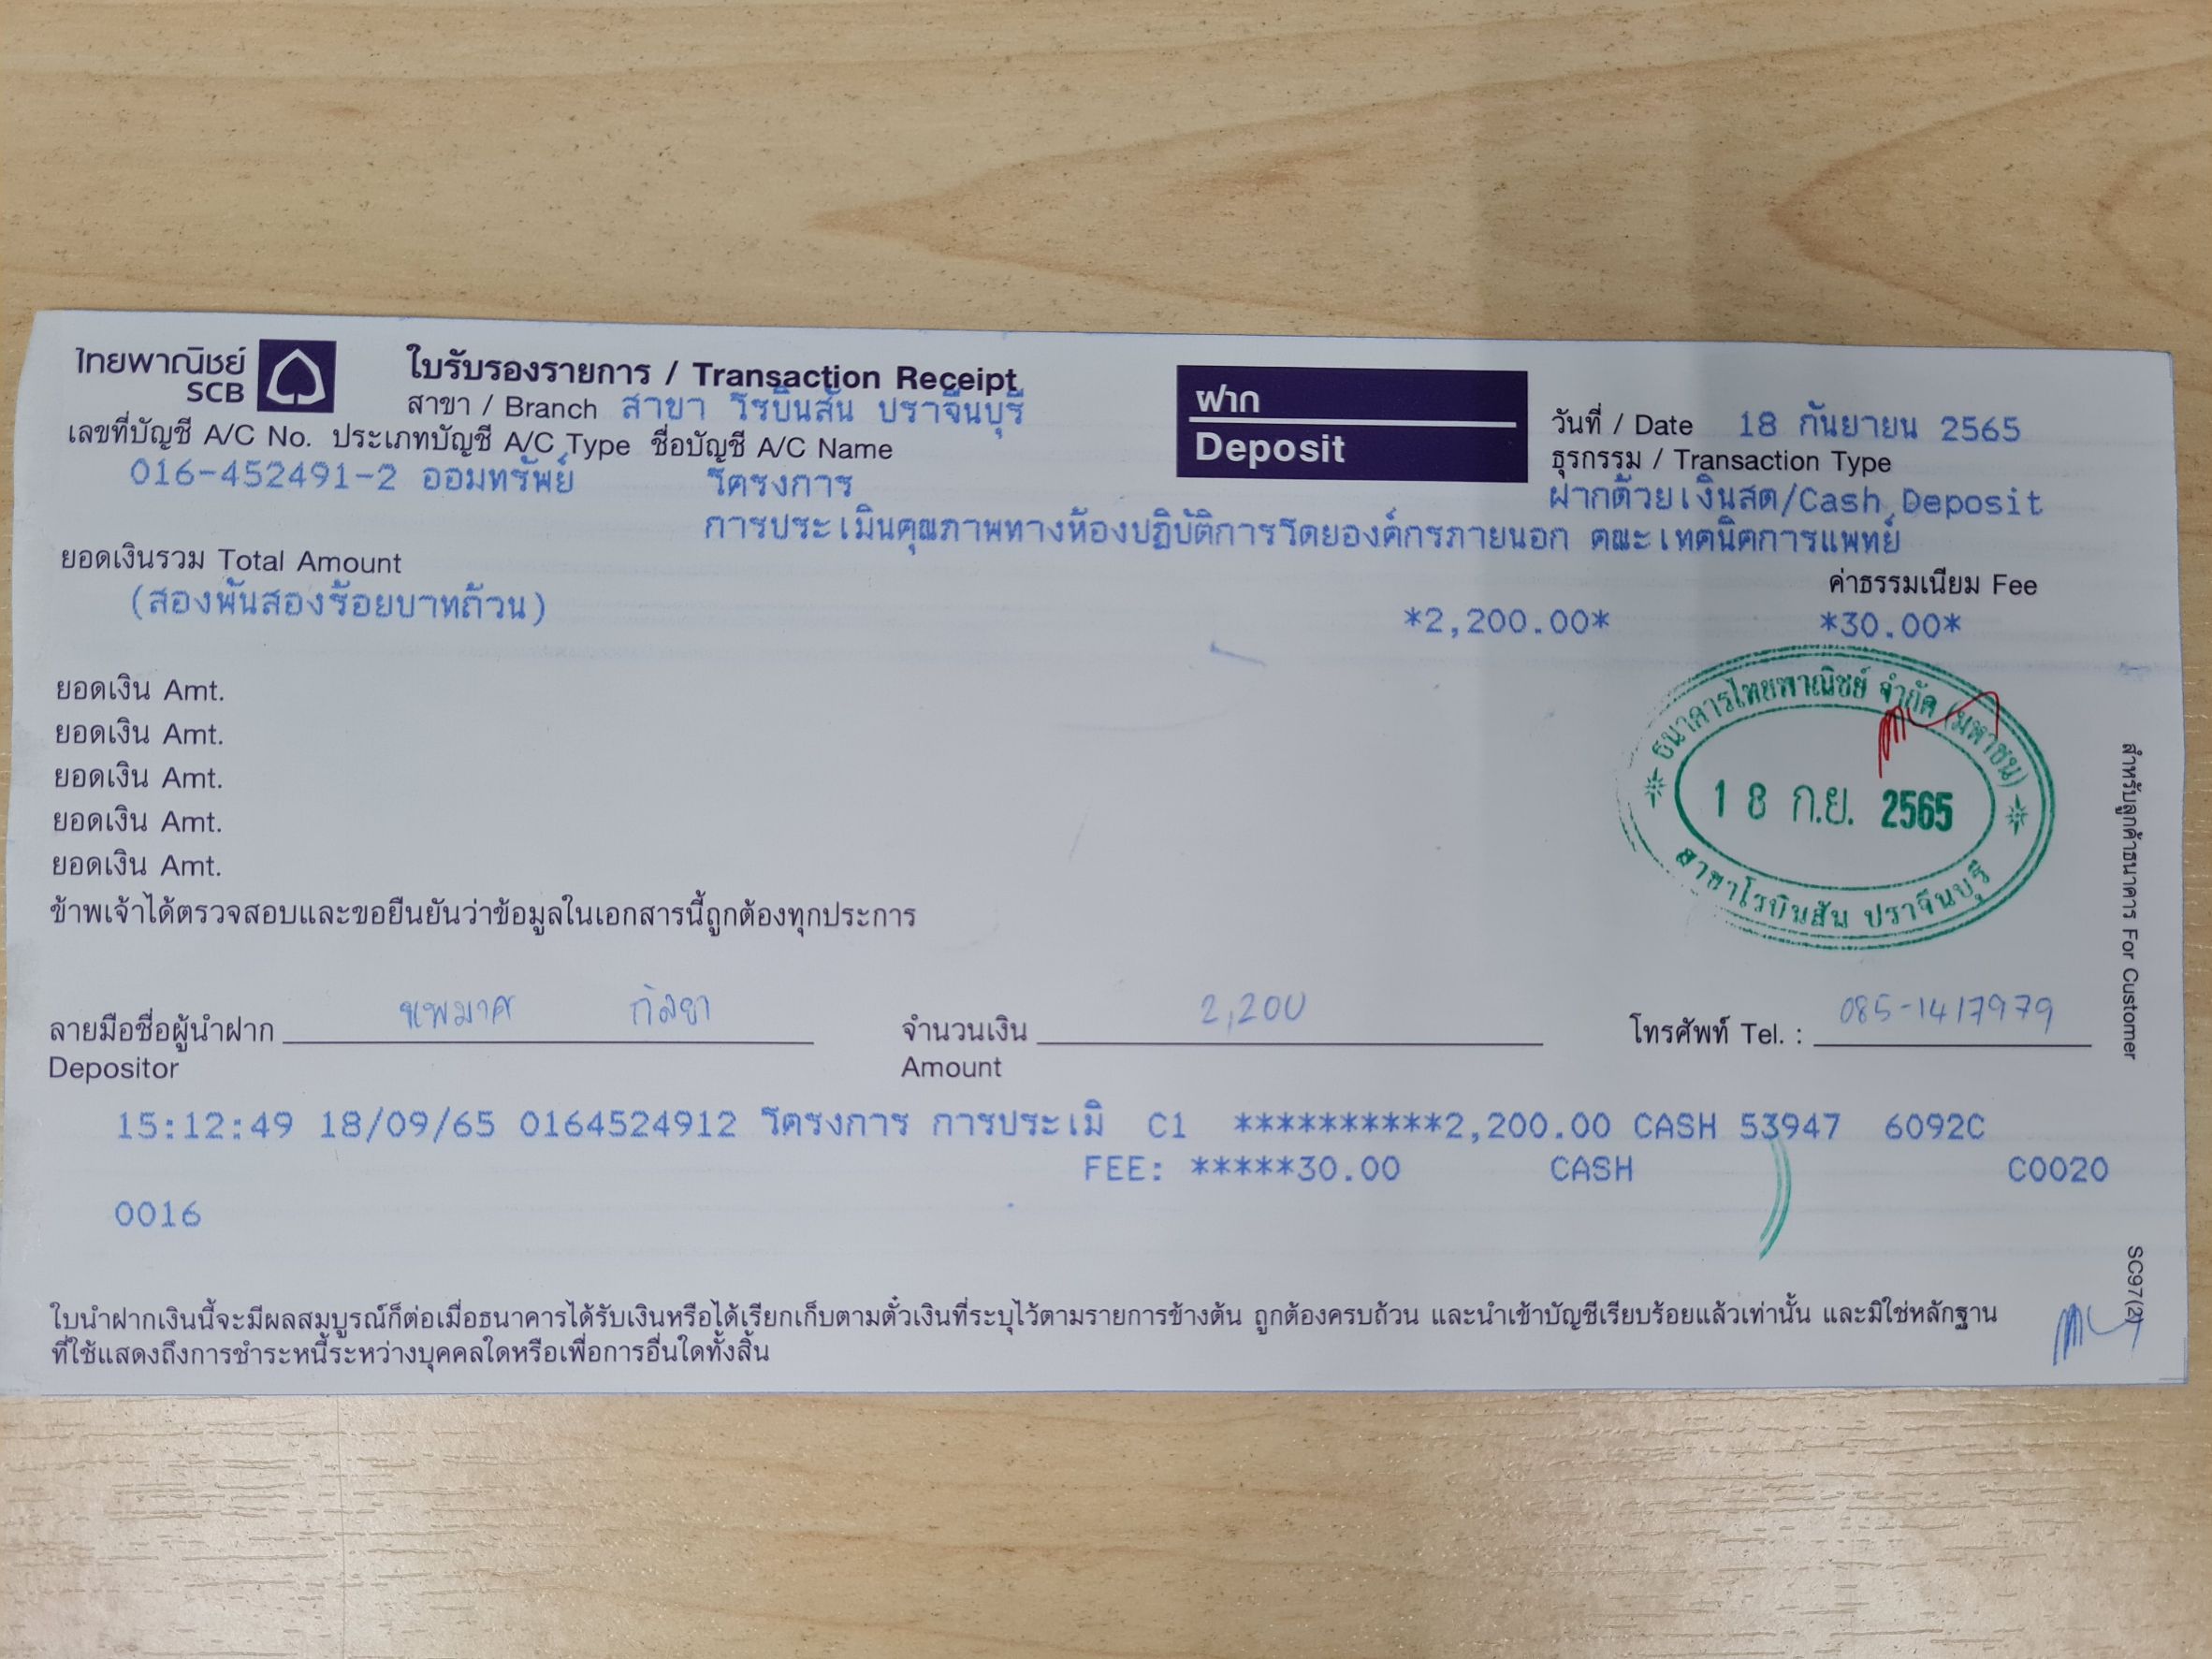 ไทยพาณิชย์
SCB
ใบรับรองรายการ / Transaction Receipt
สาขา / Branch สาขา โรบินสัน ปราจีนบุรี
เลขที่บัญชี A/C No. ประเภทบัญชี A/C Type ชื่อบัญชี A/C Name
016-452491-2 ออมทรัพย์ โครงการ
การประเมินคุณภาพทางห้องปฏิบัติการโดยองค์กรภายนอก คณะเทคนิคการแพทย์
ฝาก
Deposit
วันที่ / Date 18 กันยายน 2565
ธุรกรรม / Transaction Type
ฝากด้วยเงินสด/Cash Deposit
ยอดเงินรวม Total Amount
ค่าธรรมเนียม Fee
(สองพันสองร้อยบาทถ้วน) *2,200.00* *30.00*
ยอดเงิน Amt.
ยอดเงิน Amt.
ยอดเงิน Amt.
ยอดเงิน Amt.
ยอดเงิน Amt.
ธนาคารไทยพาณิชย์ จำกัด (มหาชน)
18 ก.ย. 2565
สาขาโรบินสัน ปราจีนบุรี
ข้าพเจ้าได้ตรวจสอบและขอยืนยันว่าข้อมูลในเอกสารนี้ถูกต้องทุกประการ
ลายมือชื่อผู้นำฝาก กัลยา จำนวนเงิน 2,200 โทรศัพท์ Tel. : 085-1417979
Depositor Amount
15:12:49 18/09/65 0164524912 โครงการ การประเมิ C1 **********2,200.00 CASH 53947 6092C
FEE: *****30.00 CASH C0020
0016
ใบนำฝากเงินนี้จะมีผลสมบูรณ์ก็ต่อเมื่อธนาคารได้รับเงินหรือได้เรียกเก็บตามตั๋วเงินที่ระบุไว้ตามรายการข้างต้น ถูกต้องครบถ้วน และนำเข้าบัญชีเรียบร้อยแล้วเท่านั้น และมิใช่หลักฐาน
ที่ใช้แสดงถึงการชำระหนี้ระหว่างบุคคลใดหรือเพื่อการอื่นใดทั้งสิ้น
สำหรับลูกค้าธนาคาร For Customer
SC97(2)